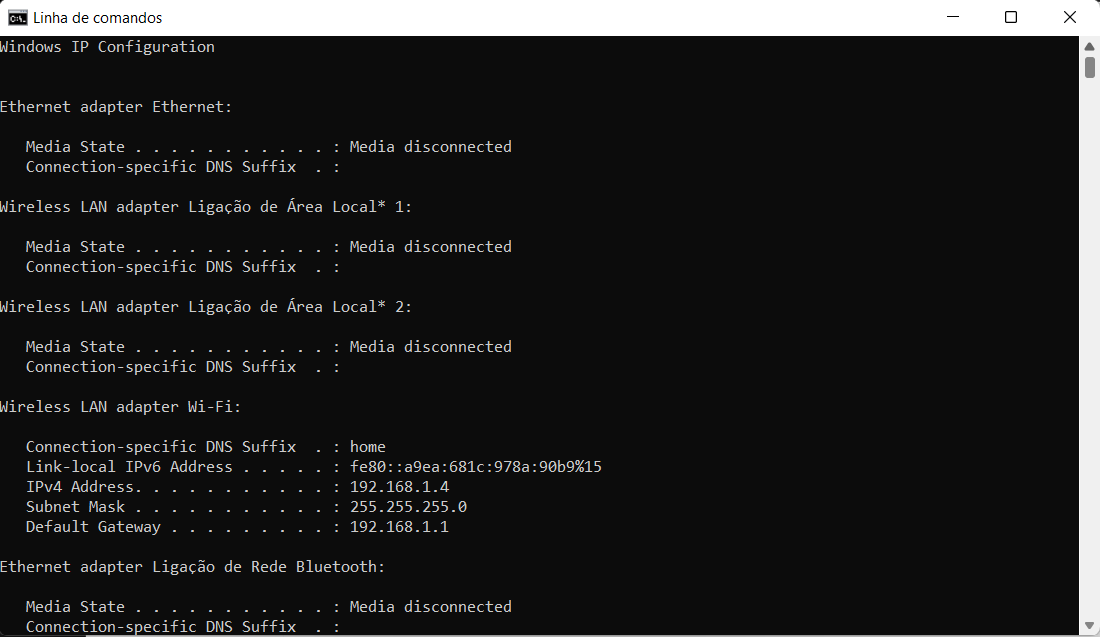 Linha de comandos
Windows IP Configuration
Ethernet adapter Ethernet:
Media State . . . . . . . . . . . : Media disconnected
Connection-specific DNS Suffix  . :
Wireless LAN adapter Ligação de Área Local* 1:
Media State . . . . . . . . . . . : Media disconnected
Connection-specific DNS Suffix  . :
Wireless LAN adapter Ligação de Área Local* 2:
Media State . . . . . . . . . . . : Media disconnected
Connection-specific DNS Suffix  . :
Wireless LAN adapter Wi-Fi:
Connection-specific DNS Suffix  . : home
Link-local IPv6 Address . . . . . : fe80::a9ea:681c:978a:90b9%15
IPv4 Address. . . . . . . . . . . : 192.168.1.4
Subnet Mask . . . . . . . . . . . : 255.255.255.0
Default Gateway . . . . . . . . . : 192.168.1.1
Ethernet adapter Ligação de Rede Bluetooth:
Media State . . . . . . . . . . . : Media disconnected
Connection-specific DNS Suffix  . :